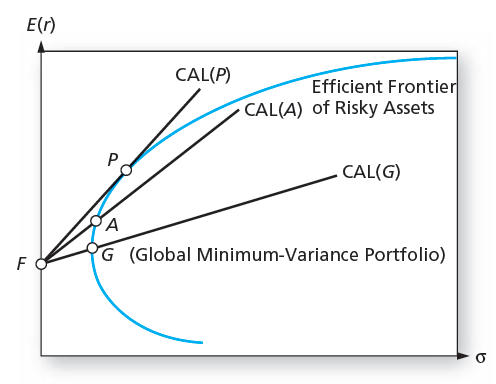 E(r)
CAL(P)
Efficient Frontier
CAL(A) of Risky Assets
P
CAL(G)
A
G (Global Minimum-Variance Portfolio)
F
σ